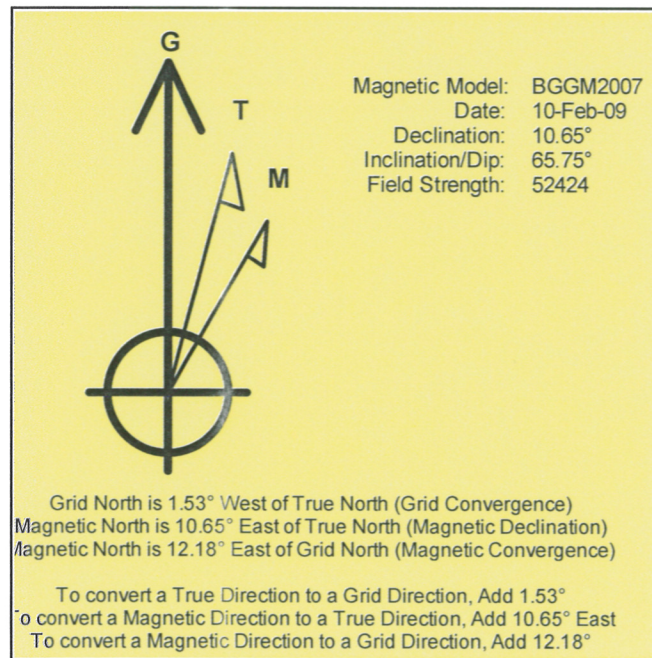 G
T
M
Magnetic Model: BGGM2007
Date: 10-Feb-09
Declination: 10.65°
Inclination/Dip: 65.75°
Field Strength: 52424
Grid North is 1.53° West of True North (Grid Convergence)
Magnetic North is 10.65° East of True North (Magnetic Declination)
Magnetic North is 12.18° East of Grid North (Magnetic Convergence)
To convert a True Direction to a Grid Direction, Add 1.53°
To convert a Magnetic Direction to a True Direction, Add 10.65° East
To convert a Magnetic Direction to a Grid Direction, Add 12.18°